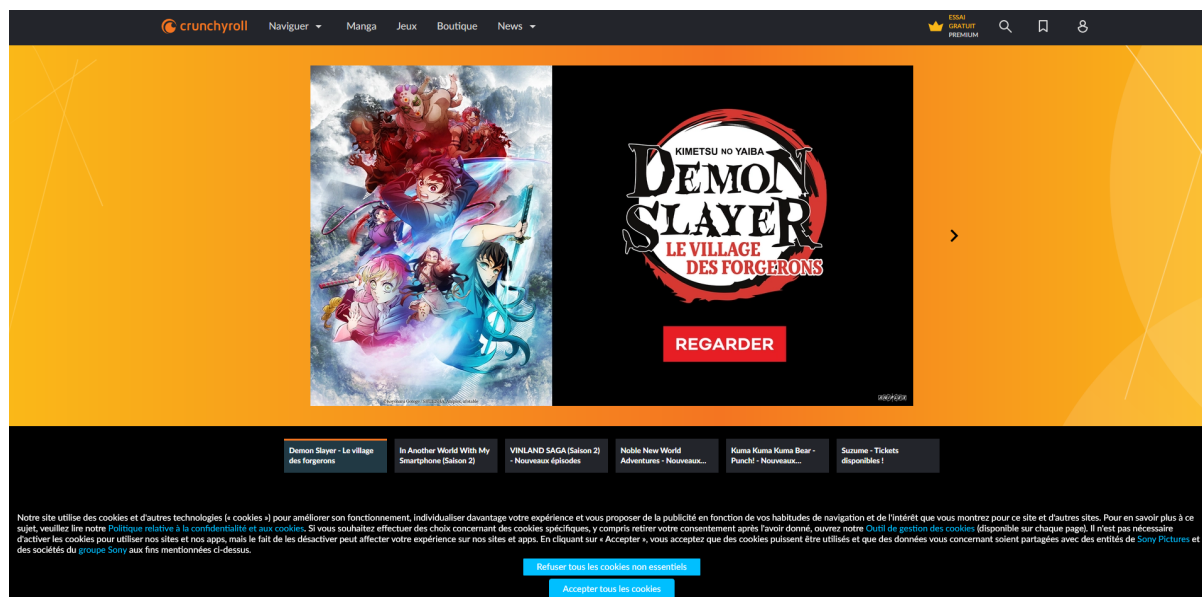 crunchyroll
Naviguer
Manga
Jeux
Boutique
News
ESSAI
GRATUIT
PREMIUM
KIMETSU NO YAIBA
DEMON
SLAYER
LE VILLAGE
DES FORGERONS
REGARDER
Demon Slayer - Le village
des forgerons
In Another World With My
Smartphone (Saison 2)
VINLAND SAGA (Saison 2)
- Nouveaux épisodes
Noble New World
Adventures - Nouveaux...
Kuma Kuma Kuma Bear -
Punch! - Nouveaux...
Suzume - Tickets
disponibles !
Notre site utilise des cookies et d'autres technologies (« cookies ») pour améliorer son fonctionnement, individualiser davantage votre expérience et vous proposer de la publicité en fonction de vos habitudes de navigation et de l'intérêt que vous montrez pour ce site et d'autres sites. Pour en savoir plus à ce
sujet, veuillez lire notre Politique relative à la confidentialité et aux cookies. Si vous souhaitez effectuer des choix concernant des cookies spécifiques, y compris retirer votre consentement après l'avoir donné, ouvrez notre Outil de gestion des cookies (disponible sur chaque page). Il n'est pas nécessaire
d'activer les cookies pour utiliser nos sites et nos apps, mais le fait de les désactiver peut affecter votre expérience sur nos sites et apps. En cliquant sur « Accepter », vous acceptez que des cookies puissent être utilisés et que des données vous concernant soient partagées avec des entités de Sony Pictures et
des sociétés du groupe Sony aux fins mentionnées ci-dessus.
Refuser tous les cookies non essentiels
Accepter tous les cookies